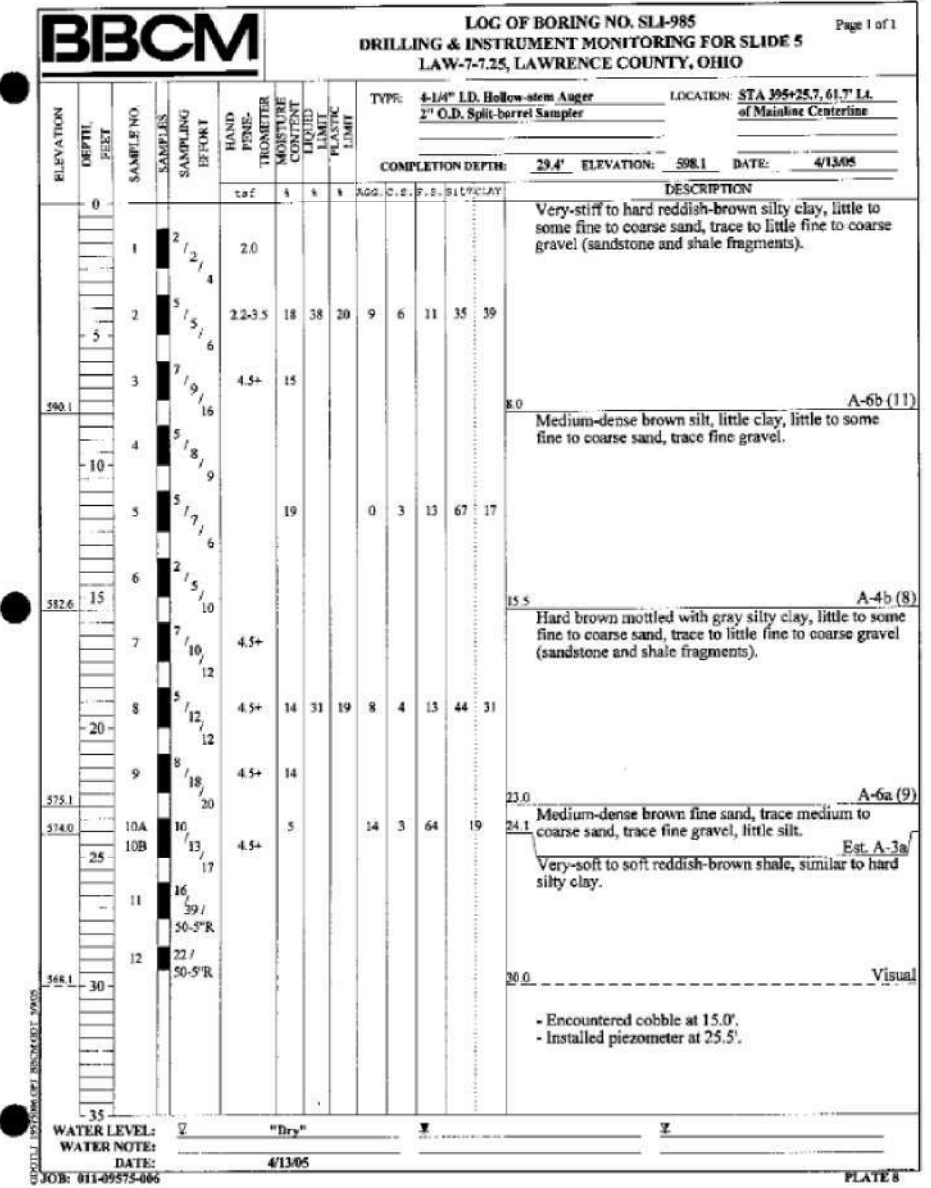 BBCM
LOG OF BORING NO. SLI-985
DRILLING & INSTRUMENT MONITORING FOR SLIDE 5
LAW-7-7.25, LAWRENCE COUNTY, OHIO
Page 1 of 1
ELEVATION
DEPTH, FEET
SAMPLE NO.
SAMPLES
SAMPLING EFFORT
HAND PENE-TROMETER
MOISTURE CONTENT
LIQUID LIMIT
PLASTIC LIMIT
TYPE: 4-1/4" I.D. Hollow-stem Auger
2" O.D. Split-barrel Sampler
LOCATION: STA 395+25.7, 61.7' Lt.
of Mainline Centerline
COMPLETION DEPTH: 29.4' ELEVATION: 598.1 DATE: 4/13/05
tsf % % % AGG. C.S. F.S. SILT CLAY DESCRIPTION
0
Very-stiff to hard reddish-brown silty clay, little to
some fine to coarse sand, trace to little fine to coarse
gravel (sandstone and shale fragments).
1 2/2/4 2.0
2 5/5/6 2.2-3.5 18 38 20 9 6 11 35 39
5
3 7/9/16 4.5+ 15
590.1 8.0 A-6b (11)
Medium-dense brown silt, little clay, little to some
fine to coarse sand, trace fine gravel.
4 5/8/9
10
5 5/7/6 19 0 3 13 67 17
6 2/5/10
582.6 15 15.5 A-4b (8)
Hard brown mottled with gray silty clay, little to some
fine to coarse sand, trace to little fine to coarse gravel
(sandstone and shale fragments).
7 7/10/12 4.5+
8 5/12/12 4.5+ 14 31 19 8 4 13 44 31
20
9 8/18/20 4.5+ 14
575.1 23.0 A-6a (9)
Medium-dense brown fine sand, trace medium to
574.0 10A 10/13/17 5 14 3 64 19 24.1 coarse sand, trace fine gravel, little silt.
10B 4.5+ Est. A-3a
25
Very-soft to soft reddish-brown shale, similar to hard
silty clay.
11 16/39/50-5"R
12 22/50-5"R
568.1 30 30.0 Visual
- Encountered cobble at 15.0'.
- Installed piezometer at 25.5'.
35
WATER LEVEL: "Dry"
WATER NOTE:
DATE: 4/13/05
JOB: 011-09575-006
PLATE 8